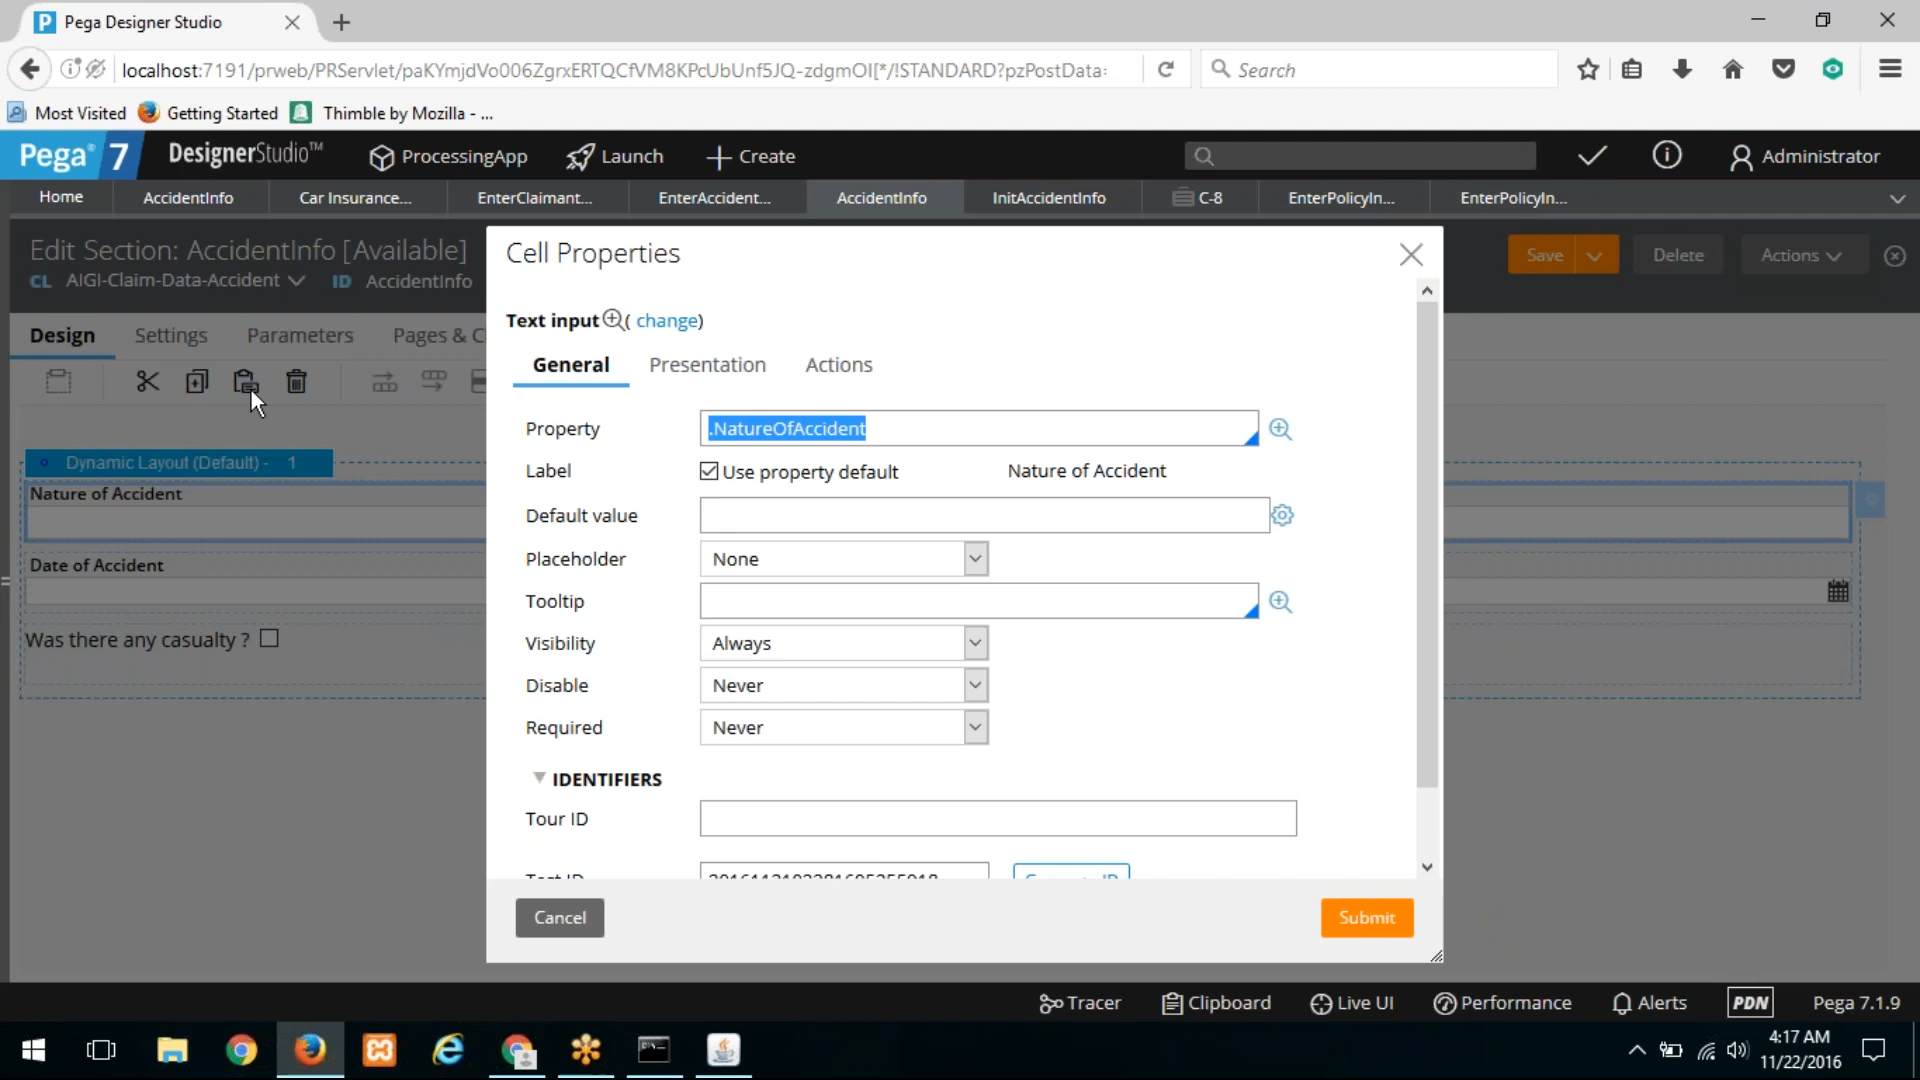 Pega Designer Studio
localhost:7191/prweb/PRServlet/paKYmjdVo006ZgrxERTQCfVM8KPcUbUnf5JQ-zdgmOI[*/!STANDARD?pzPostData:
Search
Most Visited Getting Started Thimble by Mozilla - ...
Pega 7 DesignerStudio™ ProcessingApp Launch Create Administrator
Home AccidentInfo Car Insurance... EnterClaimant... EnterAccident... AccidentInfo InitAccidentInfo C-8 EnterPolicyIn... EnterPolicyIn...
Edit Section: AccidentInfo [Available]
CL AIGI-Claim-Data-Accident ID AccidentInfo
Save Delete Actions
Design Settings Parameters Pages & C
Dynamic Layout (Default) - 1
Nature of Accident
Date of Accident
Was there any casualty ?
Cell Properties
Text input ( change)
General Presentation Actions
Property .NatureOfAccident
Label Use property default Nature of Accident
Default value
Placeholder None
Tooltip
Visibility Always
Disable Never
Required Never
IDENTIFIERS
Tour ID
Cancel Submit
Tracer Clipboard Live UI Performance Alerts PDN Pega 7.1.9
4:17 AM
11/22/2016